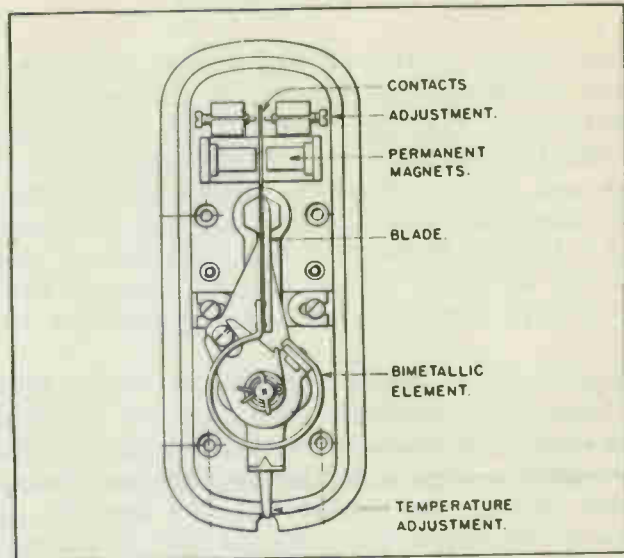 CONTACTS
ADJUSTMENT.
PERMANENT
MAGNETS.
BLADE.
BIMETALLIC
ELEMENT.
TEMPERATURE
ADJUSTMENT.